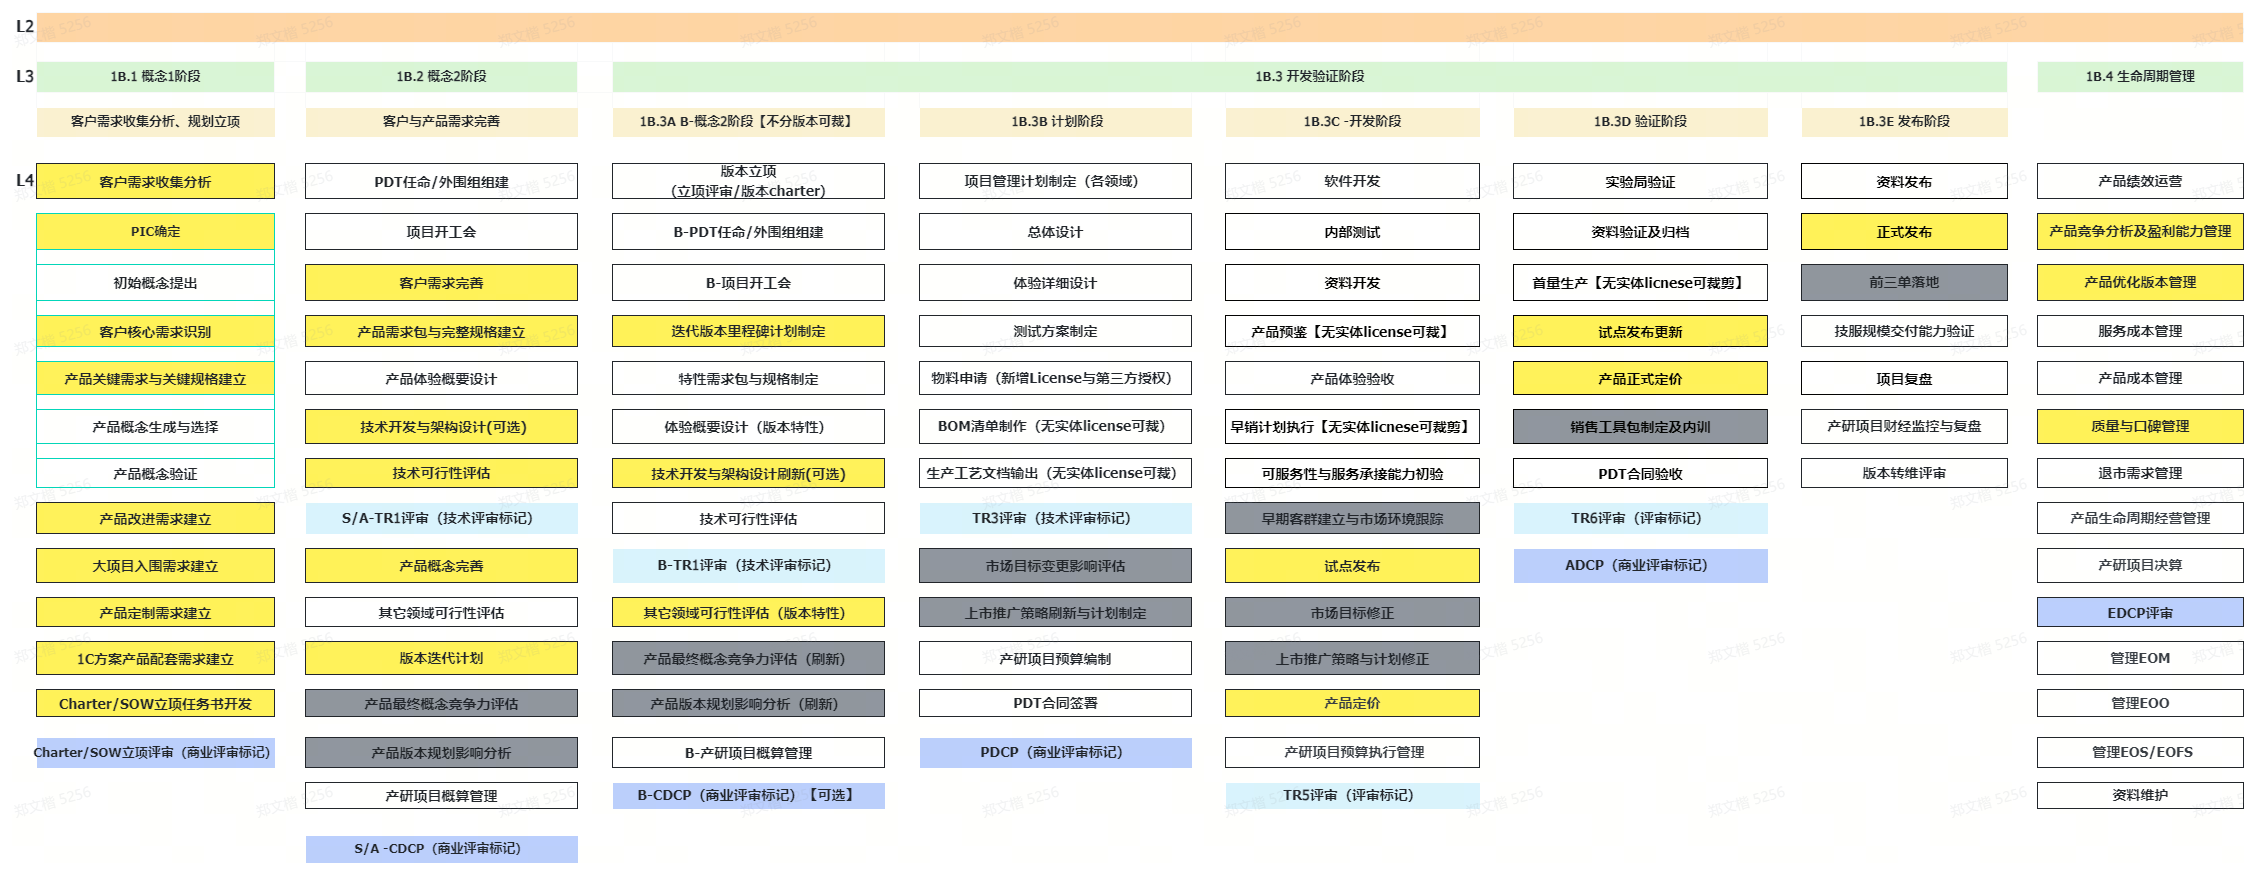 L2
L3
1B.1 概念1阶段
1B.2 概念2阶段
1B.3 开发验证阶段
1B.4 生命周期管理
客户需求收集分析、规划立项
客户与产品需求完善
1B.3A B-概念2阶段【不分版本可裁】
1B.3B 计划阶段
1B.3C -开发阶段
1B.3D 验证阶段
1B.3E 发布阶段
L4
客户需求收集分析
PIC确定
初始概念提出
客户核心需求识别
产品关键需求与关键规格建立
产品概念生成与选择
产品概念验证
产品改进需求建立
大项目入围需求建立
产品定制需求建立
1C方案产品配套需求建立
Charter/SOW立项任务书开发
Charter/SOW立项评审（商业评审标记）
PDT任命/外围组组建
项目开工会
客户需求完善
产品需求包与完整规格建立
产品体验概要设计
技术开发与架构设计(可选)
技术可行性评估
S/A-TR1评审（技术评审标记）
产品概念完善
其它领域可行性评估
版本迭代计划
产品最终概念竞争力评估
产品版本规划影响分析
产研项目概算管理
S/A -CDCP（商业评审标记）
版本立项
（立项评审/版本charter）
B-PDT任命/外围组组建
B-项目开工会
迭代版本里程碑计划制定
特性需求包与规格制定
体验概要设计（版本特性）
技术开发与架构设计刷新(可选)
技术可行性评估
B-TR1评审（技术评审标记）
其它领域可行性评估（版本特性）
产品最终概念竞争力评估（刷新）
产品版本规划影响分析（刷新）
B-产研项目概算管理
B-CDCP（商业评审标记）【可选】
项目管理计划制定（各领域）
总体设计
体验详细设计
测试方案制定
物料申请（新增License与第三方授权）
BOM清单制作（无实体license可裁）
生产工艺文档输出（无实体license可裁）
TR3评审（技术评审标记）
市场目标变更影响评估
上市推广策略刷新与计划制定
产研项目预算编制
PDT合同签署
PDCP（商业评审标记）
软件开发
内部测试
资料开发
产品预鉴【无实体license可裁】
产品体验验收
早销计划执行【无实体licnese可裁剪】
可服务性与服务承接能力初验
早期客群建立与市场环境跟踪
试点发布
市场目标修正
上市推广策略与计划修正
产品定价
产研项目预算执行管理
TR5评审（评审标记）
实验局验证
资料验证及归档
首量生产【无实体licnese可裁剪】
试点发布更新
产品正式定价
销售工具包制定及内训
PDT合同验收
TR6评审（评审标记）
ADCP（商业评审标记）
资料发布
正式发布
前三单落地
技服规模交付能力验证
项目复盘
产研项目财经监控与复盘
版本转维评审
产品绩效运营
产品竞争分析及盈利能力管理
产品优化版本管理
服务成本管理
产品成本管理
质量与口碑管理
退市需求管理
产品生命周期经营管理
产研项目决算
EDCP评审
管理EOM
管理EOO
管理EOS/EOFS
资料维护